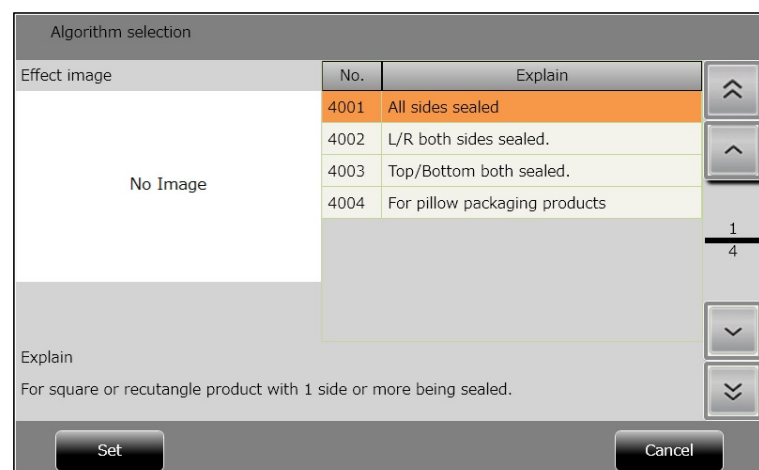 Algorithm selection
Effect image
No. Explain
4001 All sides sealed
4002 L/R both sides sealed.
4003 Top/Bottom both sealed.
4004 For pillow packaging products
No Image
1
4
Explain
For square or recutangle product with 1 side or more being sealed.
Set Cancel